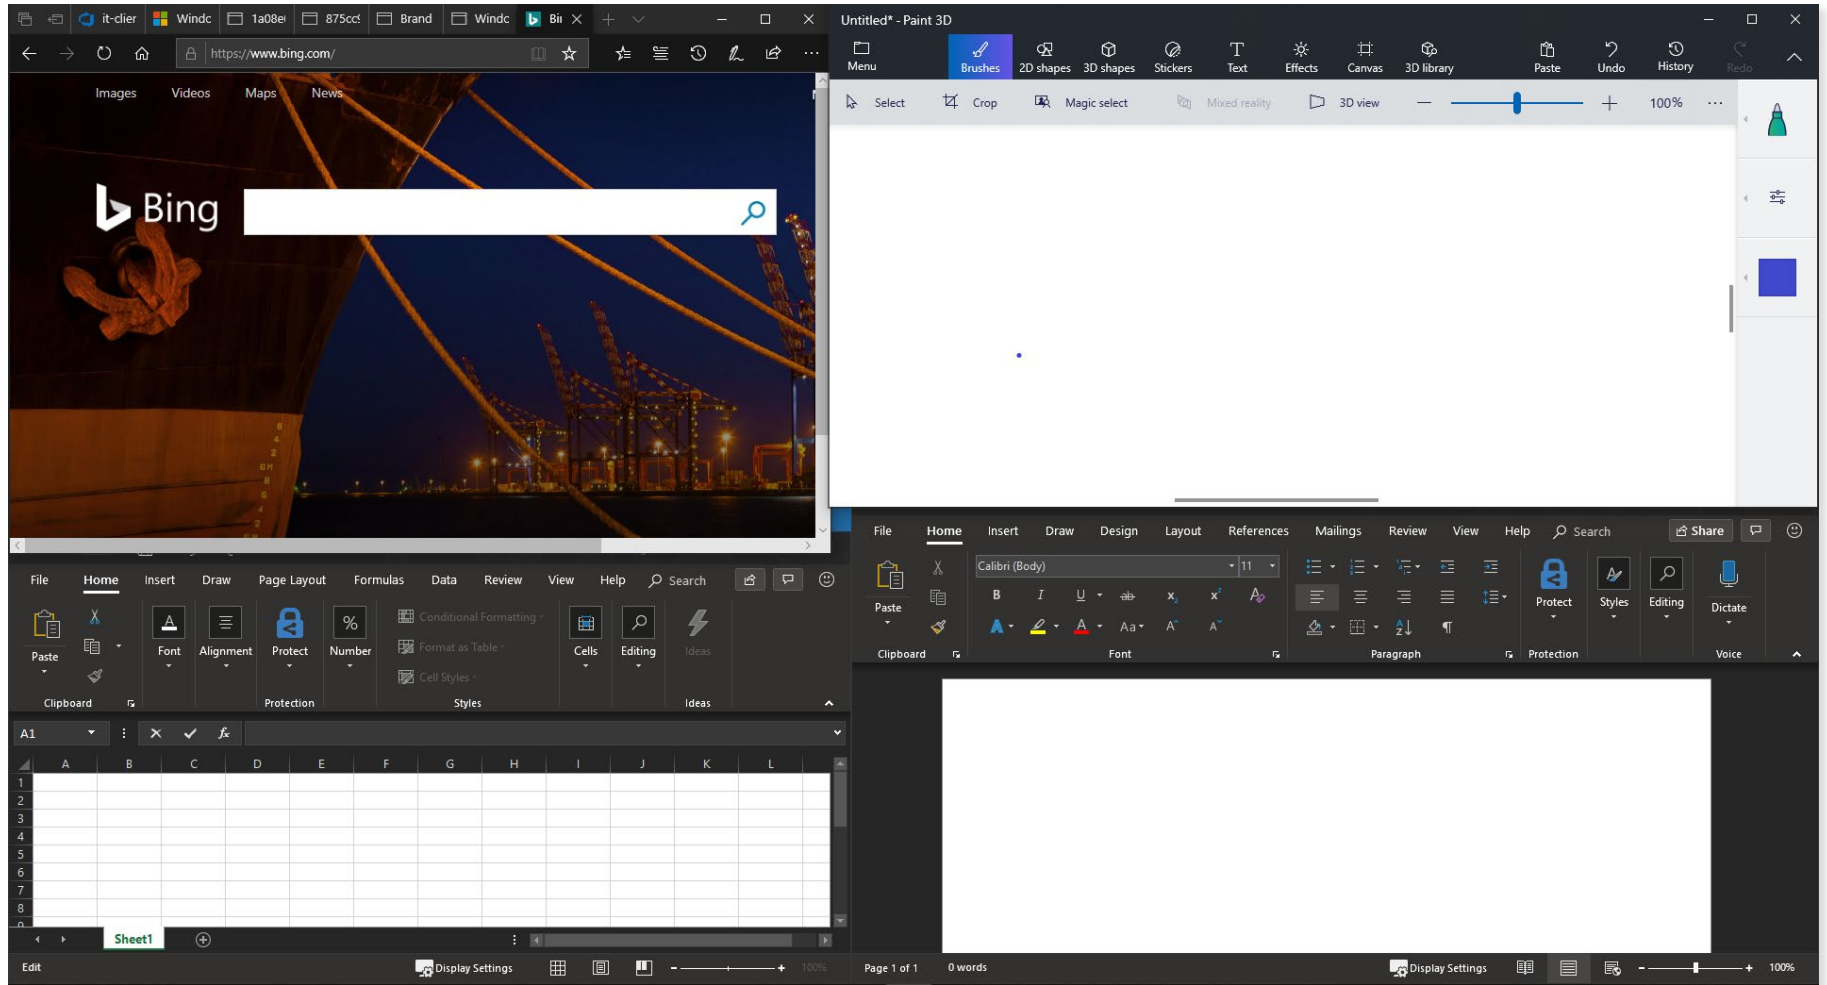 it-clier
Windc
1a08e
875cc9
Brand
Windc
Bi
https://www.bing.com/
Images Videos Maps News
Bing
Untitled* - Paint 3D
Menu
Brushes 2D shapes 3D shapes Stickers Text Effects Canvas 3D library Paste Undo History Redo
Select Crop Magic select Mixed reality 3D view 100%
File Home Insert Draw Page Layout Formulas Data Review View Help Search
Paste
Font Alignment Protect Number
Conditional Formatting
Format as Table
Cell Styles
Cells Editing Ideas
Clipboard Protection Styles Ideas
A1
fx
A B C D E F G H I J K L
1
2
3
4
5
6
7
8
9
Sheet1
Edit Display Settings 100%
File Home Insert Draw Design Layout References Mailings Review View Help Search Share
Calibri (Body) 11
Paste
B I U ab x₂ x² A
A A Aa A A
Protect Styles Editing Dictate
Clipboard Font Paragraph Protection Voice
Page 1 of 1 0 words Display Settings 100%